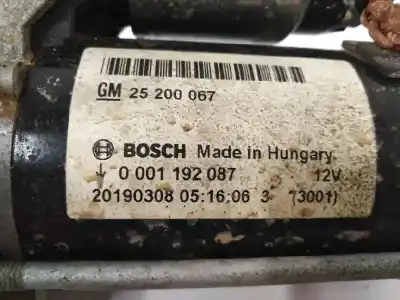 GM 25 200 067
BOSCH Made in Hungary.
0 001 192 087 S 12V
20190308 05:16:06 3 (3001)